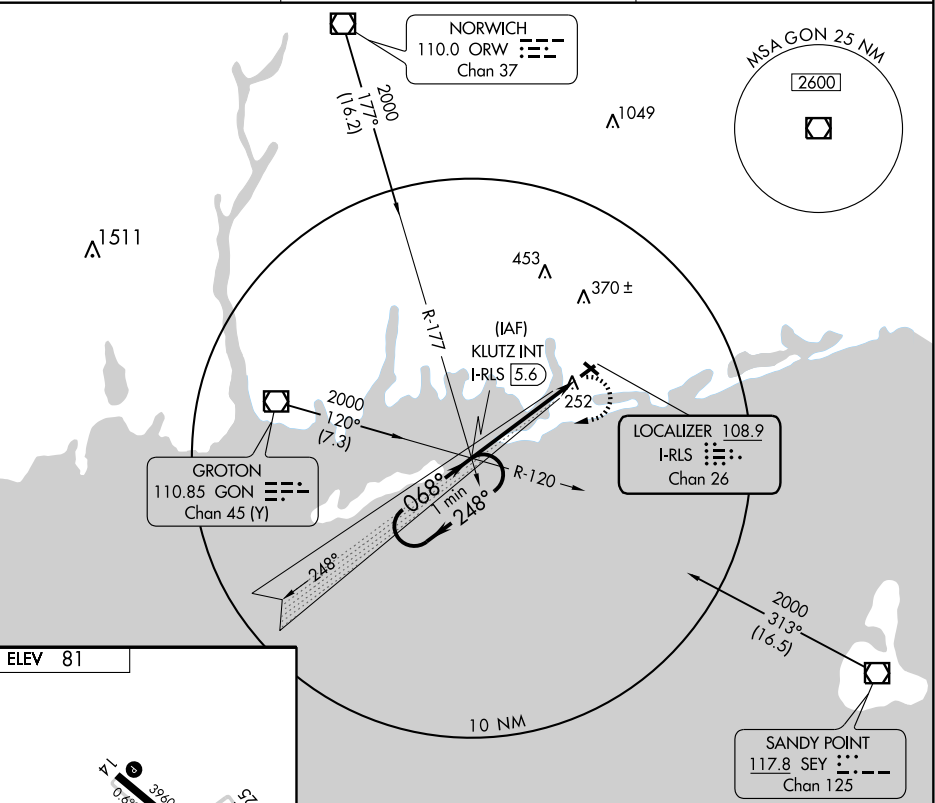 NORWICH
110.0 ORW
Chan 37
MSA GON 25 NM
2600
2000
177°
(16.2)
1049
1511
453
370 ±
R-177
(IAF)
KLUTZ INT
I-RLS 5.6
252
2000
120°
(7.3)
LOCALIZER 108.9
I-RLS
Chan 26
GROTON
110.85 GON
Chan 45 (Y)
R-120
068°
1 min
248°
248°
2000
313°
(16.5)
10 NM
SANDY POINT
117.8 SEY
Chan 125
ELEV 81
14
P
0.6%
25